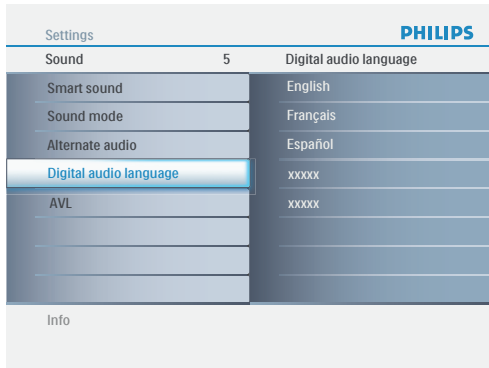 Settings
PHILIPS
Sound 5 Digital audio language
Smart sound English
Sound mode Français
Alternate audio Español
Digital audio language xxxxx
AVL xxxxx
Info